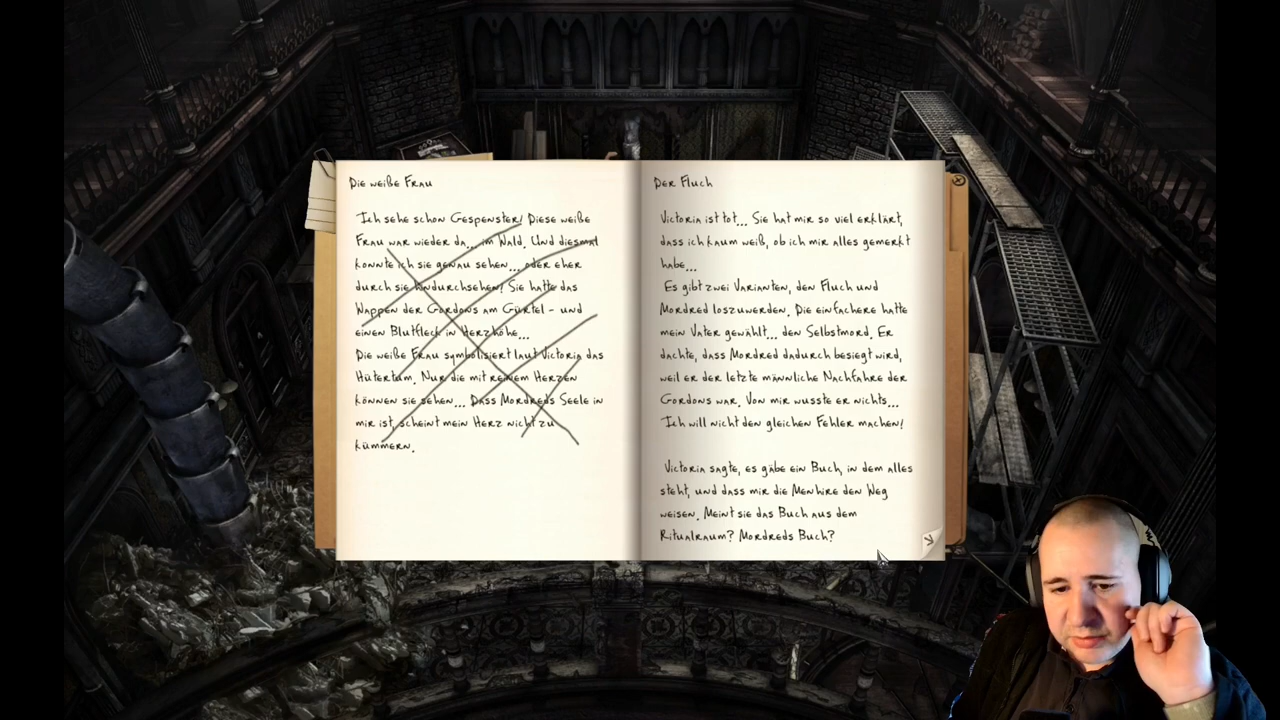 Die weiße Frau
Ich sehe schon Gespenster! Diese weiße
Frau war wieder da... im Wald. Und diesmal
konnte ich sie genau sehen... oder eher
durch sie hindurchsehen! Sie hatte das
Wappen der Gordons am Gürtel - und
einen Blutfleck in Herzhöhe...
Die weiße Frau symbolisiert laut Victoria das
Hütertum. Nur die mit reinem Herzen
können sie sehen... Dass Mordreds Seele in
mir ist, scheint mein Herz nicht zu
kümmern.
Der Fluch
Victoria ist tot... Sie hat mir so viel erklärt,
dass ich kaum weiß, ob ich mir alles gemerkt
habe...
Es gibt zwei Varianten, den Fluch und
Mordred loszuwerden. Die einfachere hatte
mein Vater gewählt... den Selbstmord. Er
dachte, dass Mordred dadurch besiegt wird,
weil er der letzte männliche Nachfahre der
Gordons war. Von mir wusste er nichts...
Ich will nicht den gleichen Fehler machen!
Victoria sagte, es gäbe ein Buch, in dem alles
steht, und dass mir die Menhire den Weg
weisen. Meint sie das Buch aus dem
Ritualraum? Mordreds Buch?